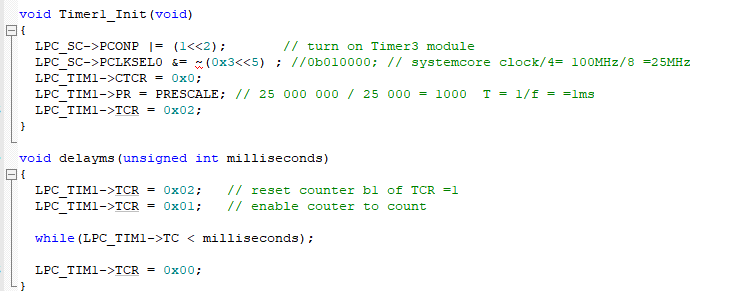 void Timer1_Init(void)
{
LPC_SC->PCONP |= (1<<2); // turn on Timer3 module
LPC_SC->PCLKSEL0 &= ~(0x3<<5) ; //0b010000; // systemcore clock/4= 100MHz/8 =25MHz
LPC_TIM1->CTCR = 0x0;
LPC_TIM1->PR = PRESCALE; // 25 000 000 / 25 000 = 1000 T = 1/f = =1ms
LPC_TIM1->TCR = 0x02;
}
void delayms(unsigned int milliseconds)
{
LPC_TIM1->TCR = 0x02; // reset counter b1 of TCR =1
LPC_TIM1->TCR = 0x01; // enable couter to count
while(LPC_TIM1->TC < milliseconds);
LPC_TIM1->TCR = 0x00;
}